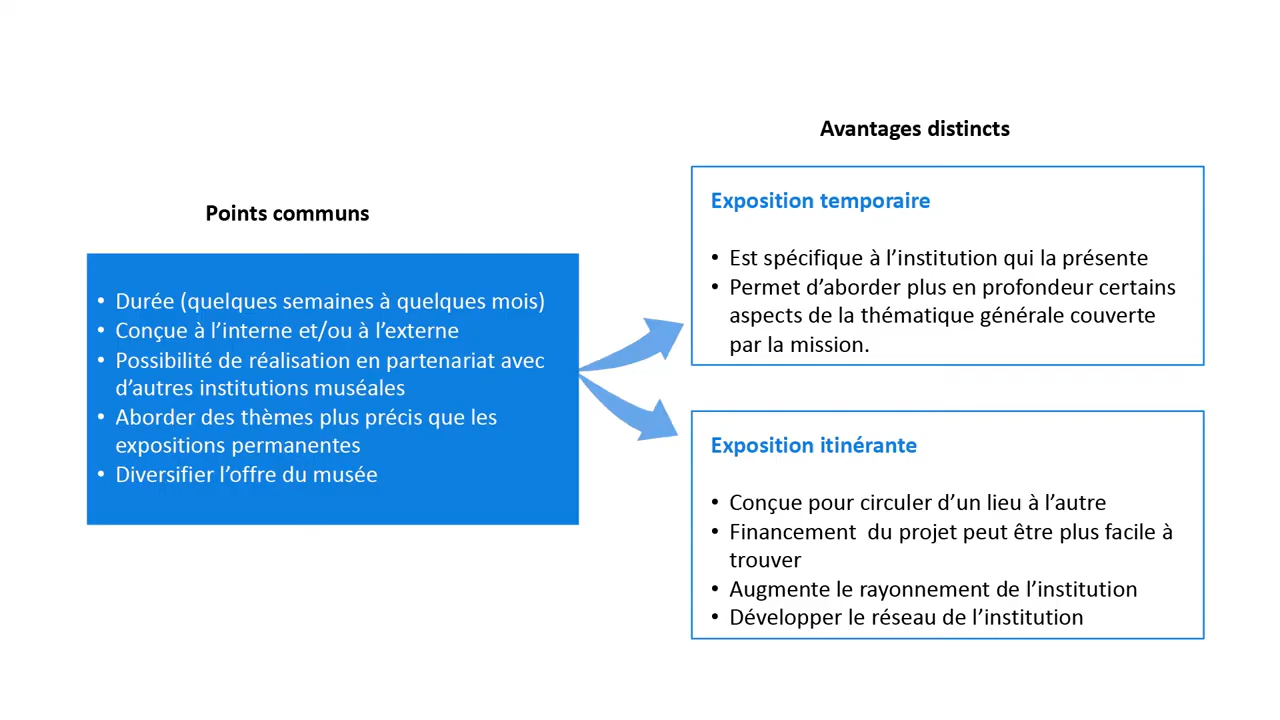 Points communs
• Durée (quelques semaines à quelques mois)
• Conçue à l’interne et/ou à l’externe
• Possibilité de réalisation en partenariat avec
d’autres institutions muséales
• Aborder des thèmes plus précis que les
expositions permanentes
• Diversifier l’offre du musée
Avantages distincts
Exposition temporaire
• Est spécifique à l’institution qui la présente
• Permet d’aborder plus en profondeur certains
aspects de la thématique générale couverte
par la mission.
Exposition itinérante
• Conçue pour circuler d’un lieu à l’autre
• Financement  du projet peut être plus facile à
trouver
• Augmente le rayonnement de l’institution
• Développer le réseau de l’institution